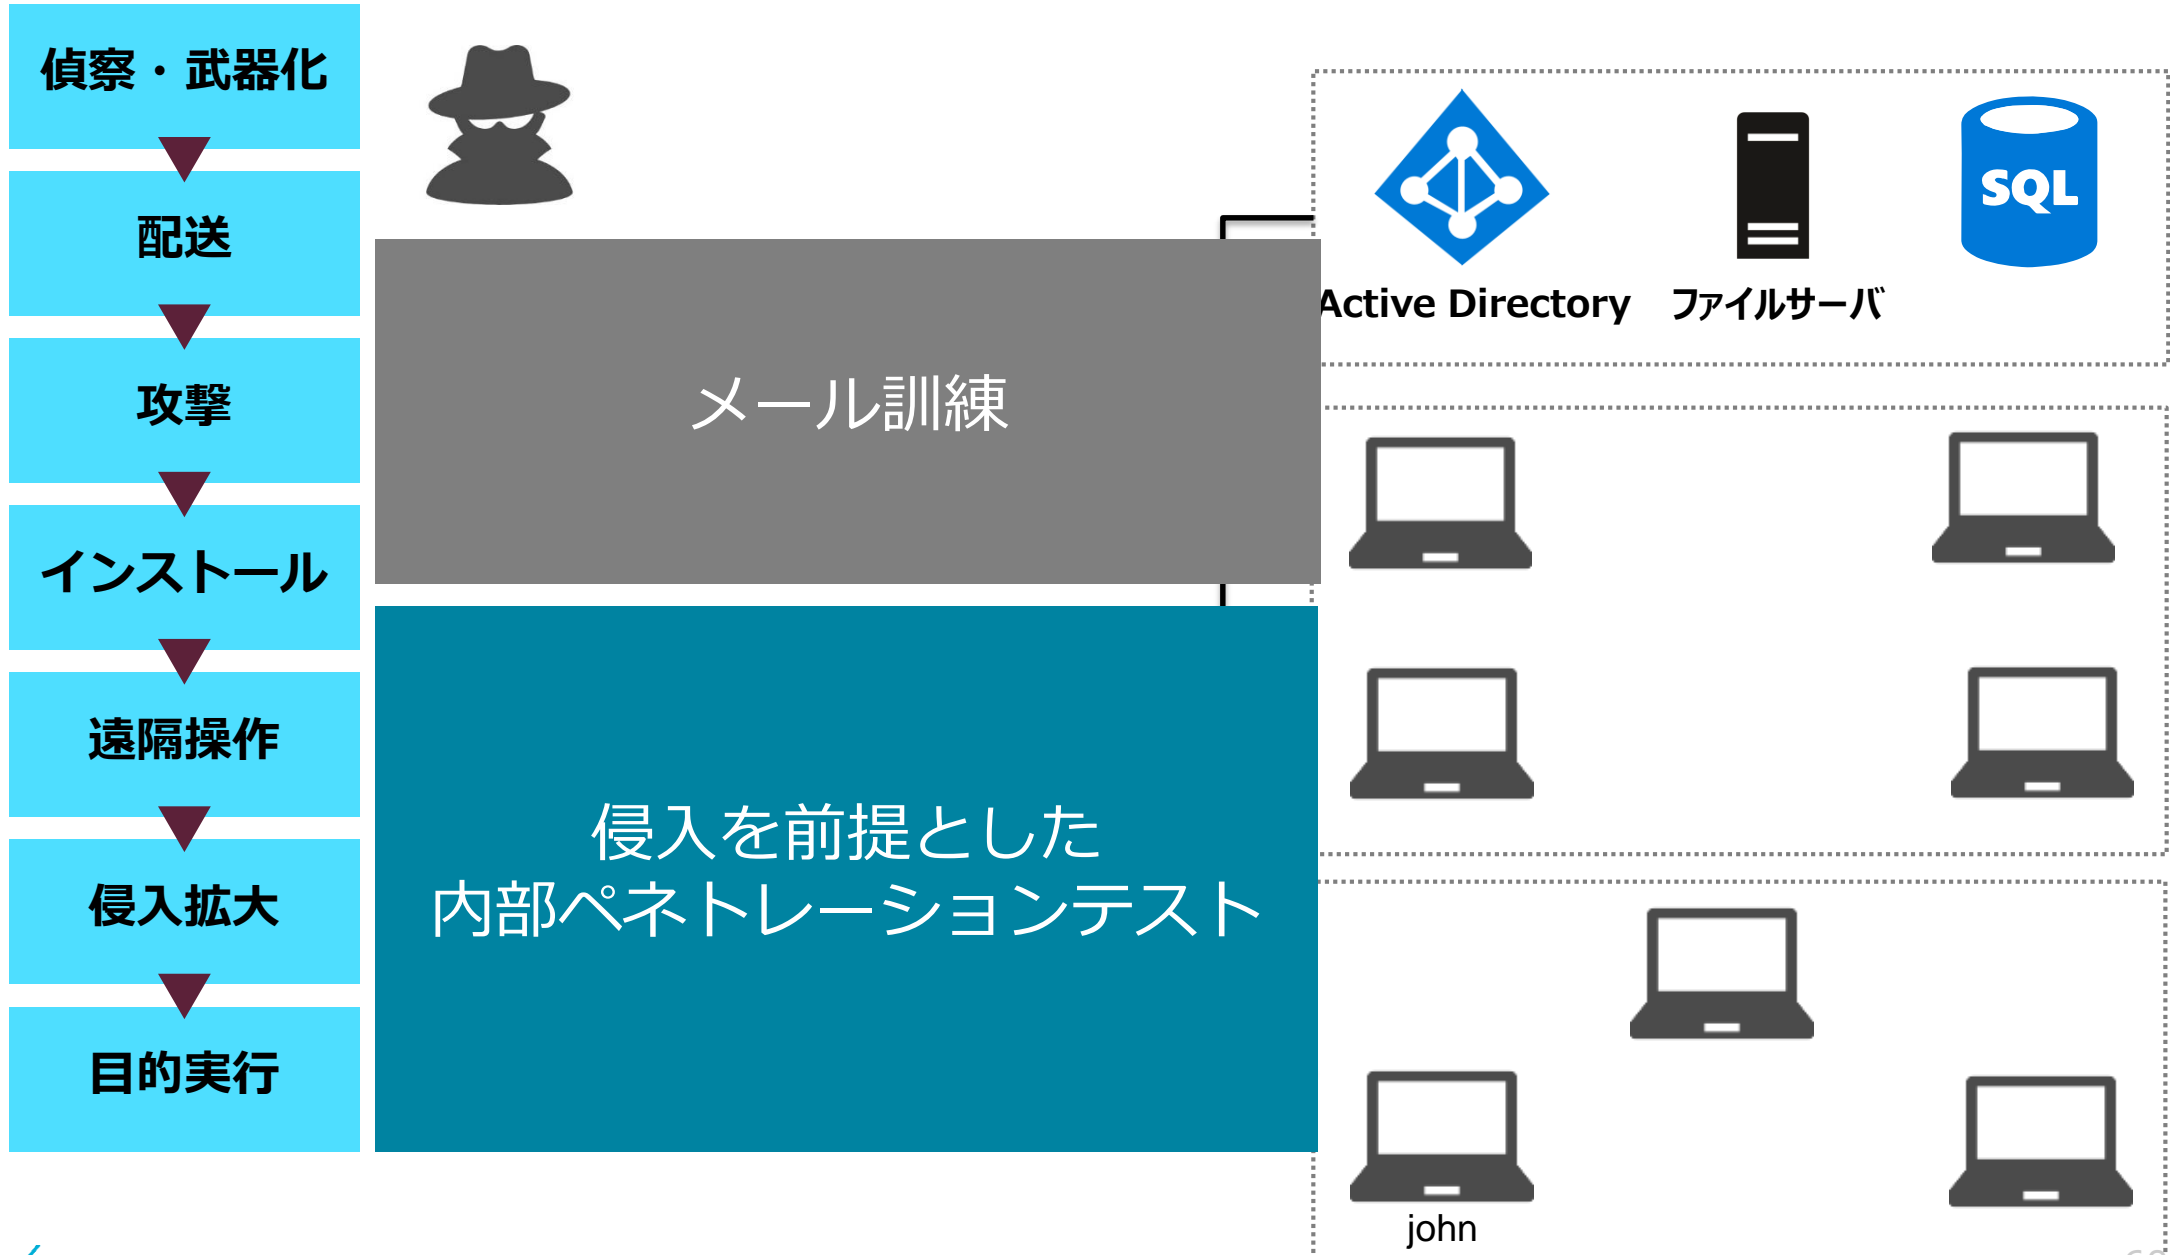 偵察・武器化
配送
攻撃
インストール
遠隔操作
侵入拡大
目的実行
メール訓練
侵入を前提とした
内部ペネトレーションテスト
SQL
Active Directory
ファイルサーバ
john